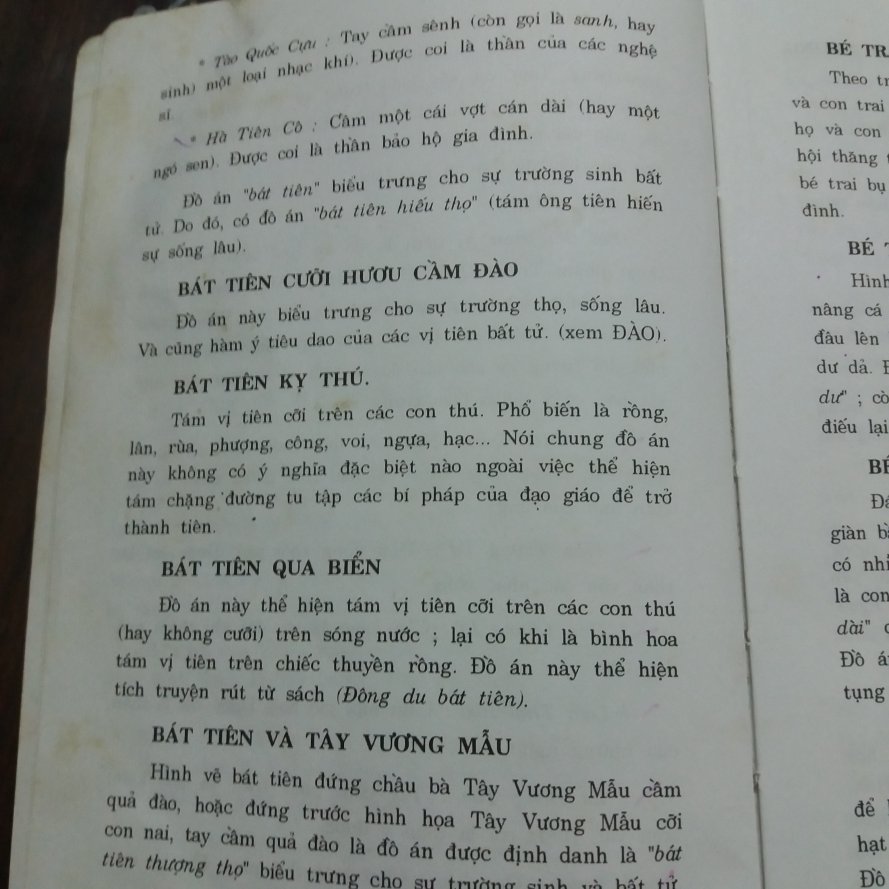 * Tào Quốc Cựu : Tay cầm sênh (còn gọi là sanh, hay
sinh) một loại nhạc khí). Được coi là thần của các nghệ
sĩ
* Hà Tiên Cô : Cầm một cái vợt cán dài (hay một
ngó sen). Được coi là thần bảo hộ gia đình.
Đồ án "bát tiên" biểu trưng cho sự trường sinh bất
tử. Do đó, có đồ án "bát tiên hiếu thọ" (tám ông tiên hiến
sự sống lâu).
BÁT TIÊN CƯỠI HƯƠU CẦM ĐÀO
Đồ án này biểu trưng cho sự trường thọ, sống lâu.
Và cũng hàm ý tiêu dao của các vị tiên bất tử. (xem ĐÀO).
BÁT TIÊN KỴ THÚ.
Tám vị tiên cỡi trên các con thú. Phổ biến là rồng,
lân, rùa, phượng, công, voi, ngựa, hạc... Nói chung đồ án
này không có ý nghĩa đặc biệt nào ngoài việc thể hiện
tám chặng đường tu tập các bí pháp của đạo giáo để trở
thành tiên.
BÁT TIÊN QUA BIỂN
Đồ án này thể hiện tám vị tiên cỡi trên các con thú
(hay không cưỡi) trên sóng nước ; lại có khi là bình hoa
tám vị tiên trên chiếc thuyền rồng. Đồ án này thể hiện
tích truyện rút từ sách (Đông du bát tiên).
BÁT TIÊN VÀ TÂY VƯƠNG MẪU
Hình vẽ bát tiên đứng chầu bà Tây Vương Mẫu cầm
quả đào, hoặc đứng trước hình họa Tây Vương Mẫu cỡi
con nai, tay cầm quả đào là đồ án được định danh là "bát
tiên thượng thọ" biểu trưng cho sự trường sinh và bất tử
BÉ
Theo
và con trai
họ và con
hội thăng
bé trai bụ
đình.
BÉ
Hình
nâng cá
đầu lên
dư dả.
dư" ; cò
điếu lại
BÉ
giàn
có
là con
dài"
Đồ
tụng
để
hạt
Đồ